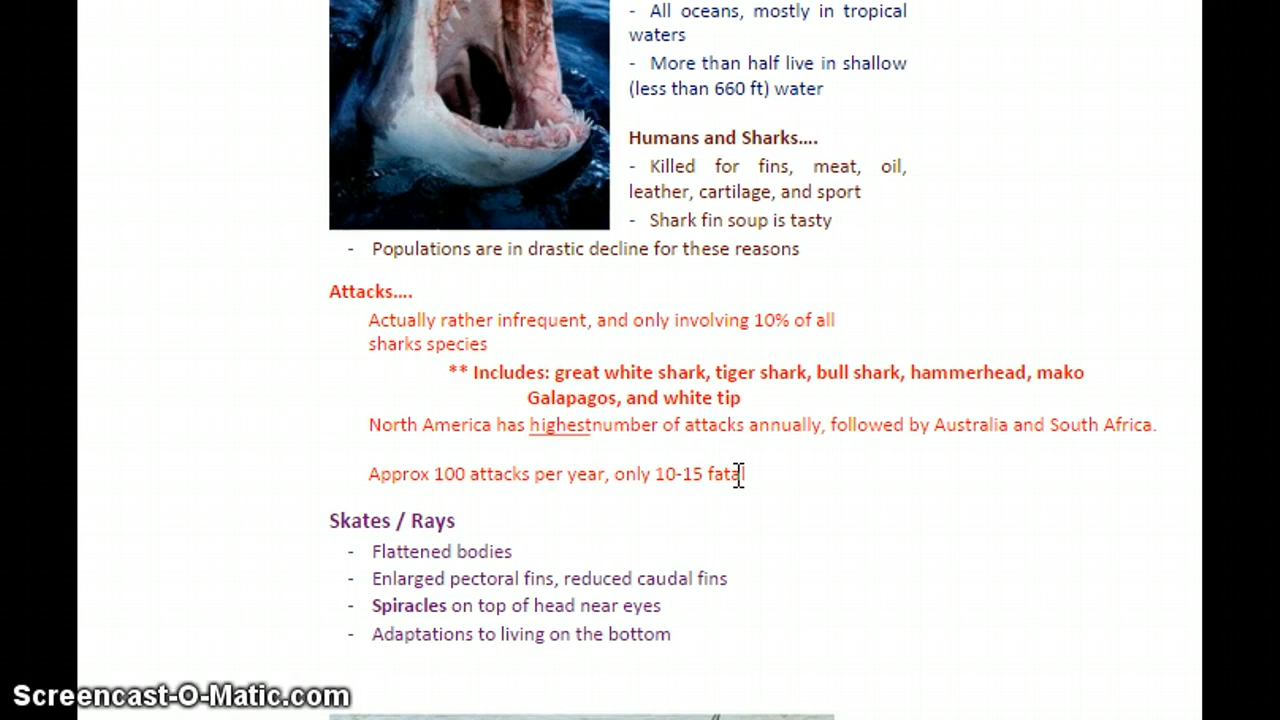 - All oceans, mostly in tropical
waters
- More than half live in shallow
(less than 660 ft) water
Humans and Sharks....
- Killed for fins, meat, oil,
leather, cartilage, and sport
- Shark fin soup is tasty
- Populations are in drastic decline for these reasons
Attacks....
Actually rather infrequent, and only involving 10% of all
sharks species
** Includes: great white shark, tiger shark, bull shark, hammerhead, mako
Galapagos, and white tip
North America has highestnumber of attacks annually, followed by Australia and South Africa.
Approx 100 attacks per year, only 10-15 fatal
Skates / Rays
- Flattened bodies
- Enlarged pectoral fins, reduced caudal fins
- Spiracles on top of head near eyes
- Adaptations to living on the bottom
Screencast-O-Matic.com